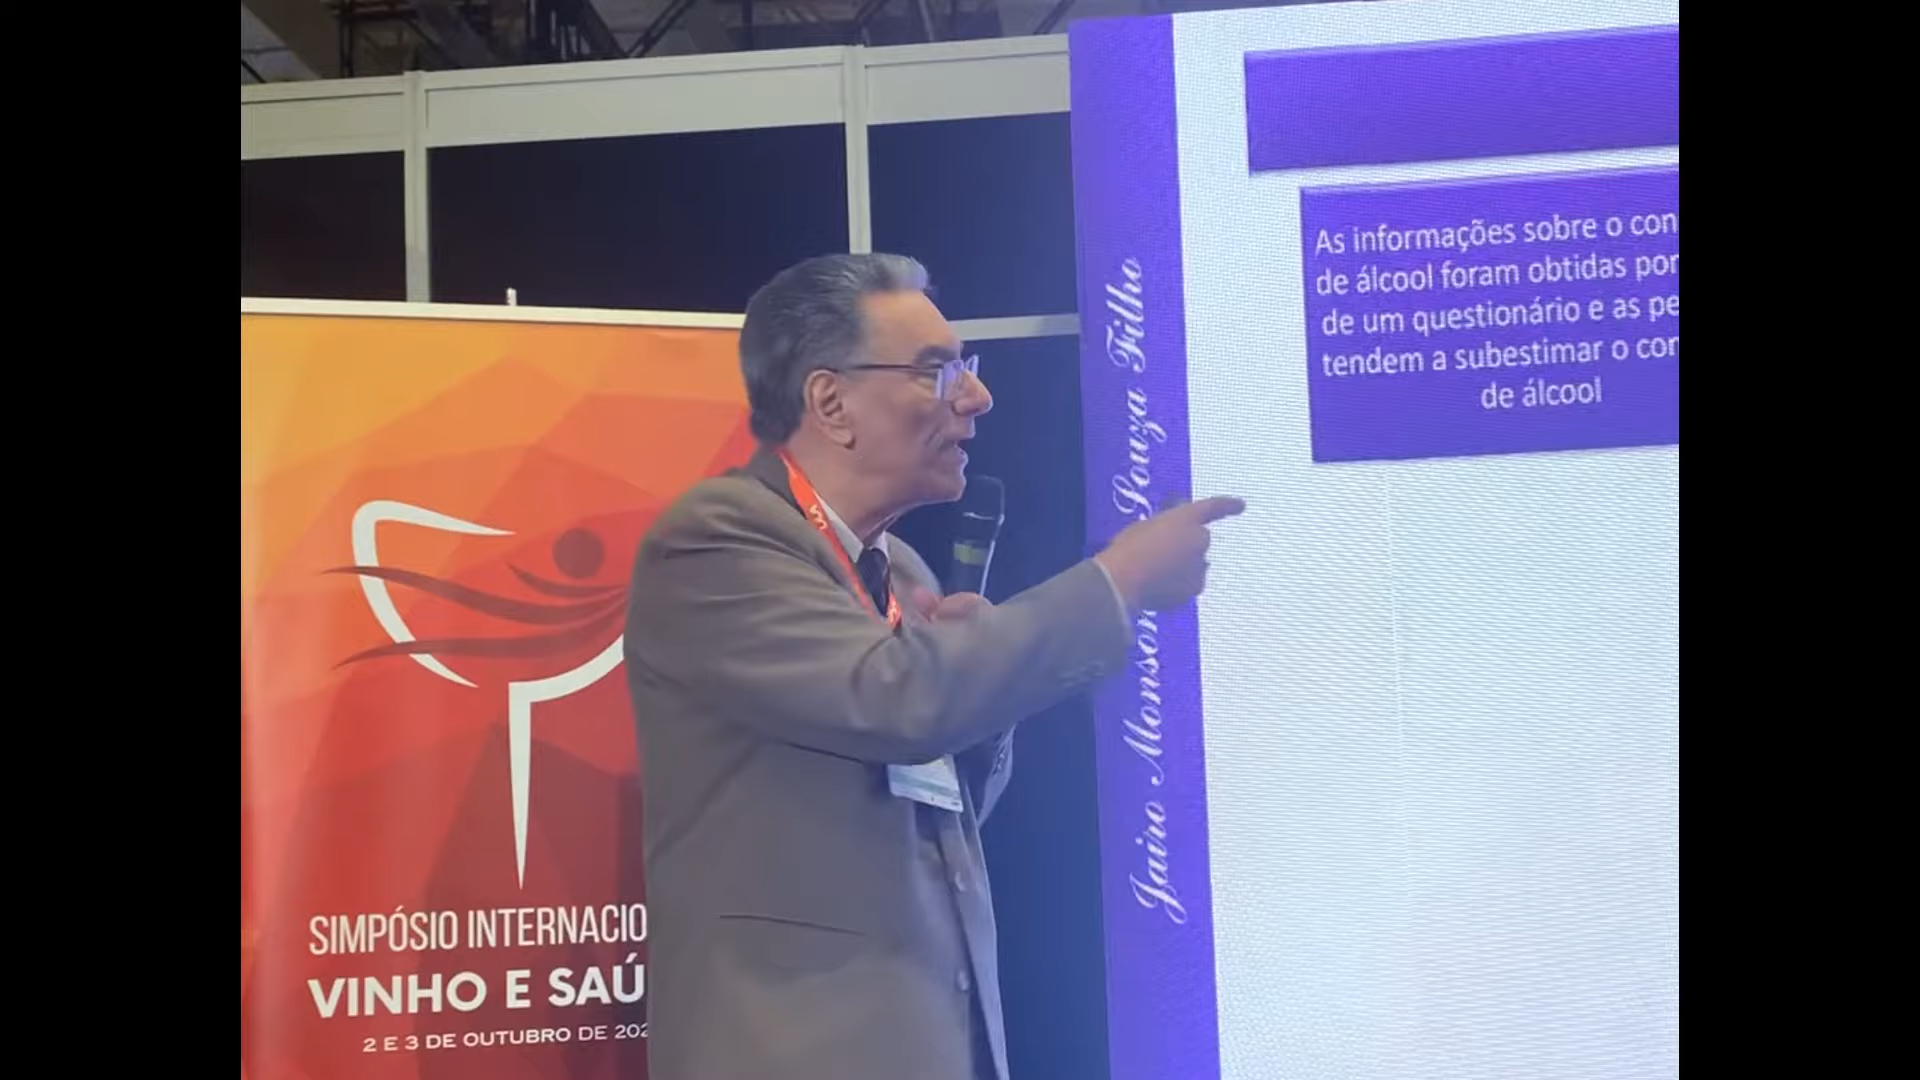 SIMPÓSIO INTERNACIO
VINHO E SAÚ
2 E 3 DE OUTUBRO DE 202
Jairo Monson Souza Filho
As informações sobre o con
de álcool foram obtidas por
de um questionário e as pe
tendem a subestimar o con
de álcool